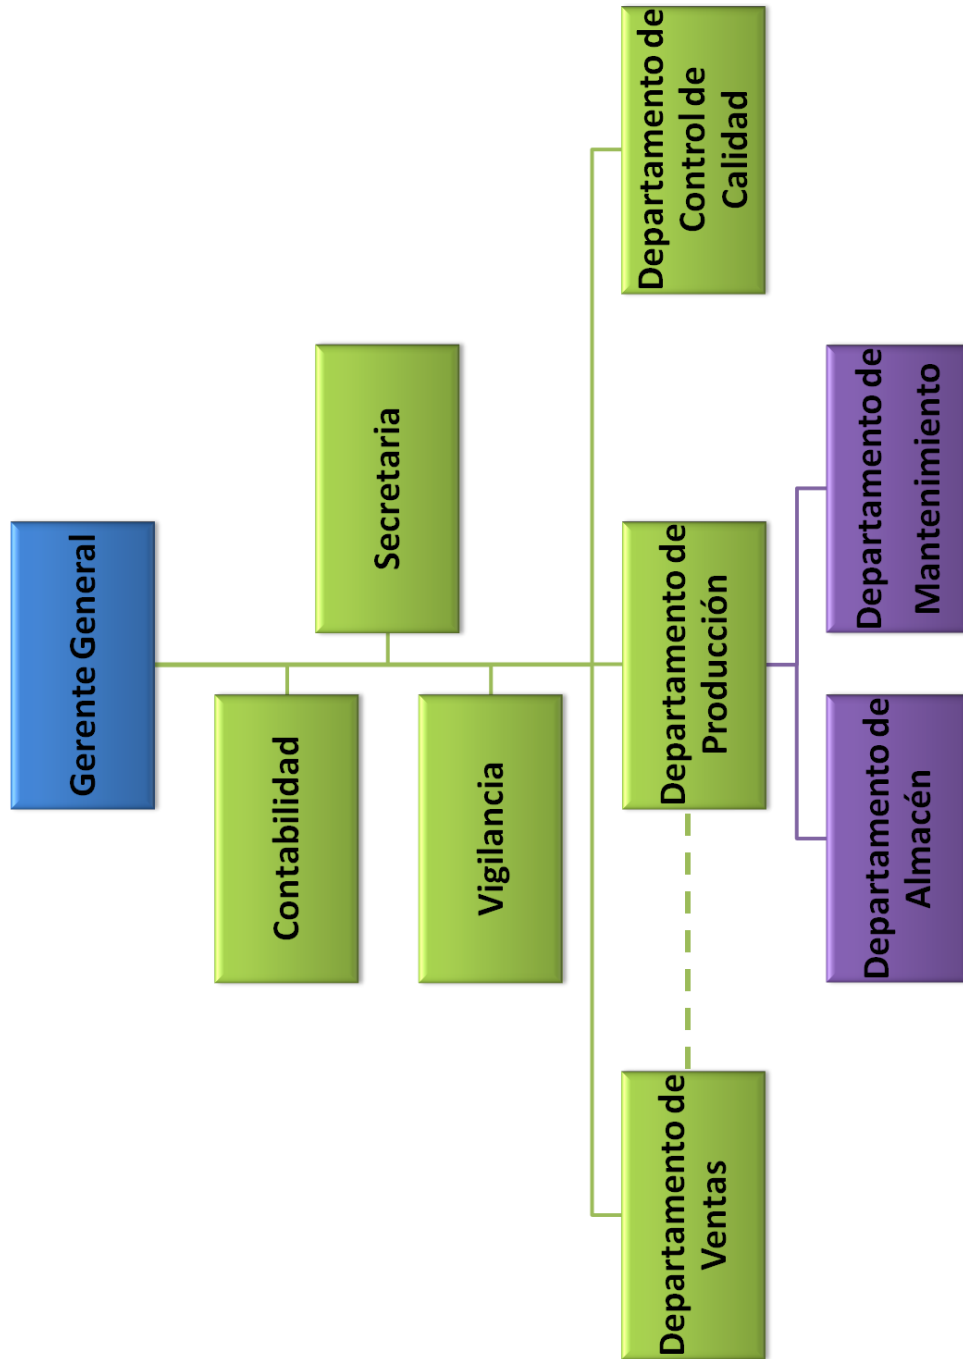 Gerente General
Contabilidad
Secretaria
Vigilancia
Departamento de
Ventas
Departamento de
Producción
Departamento de
Control de
Calidad
Departamento de
Almacén
Departamento de
Mantenimiento